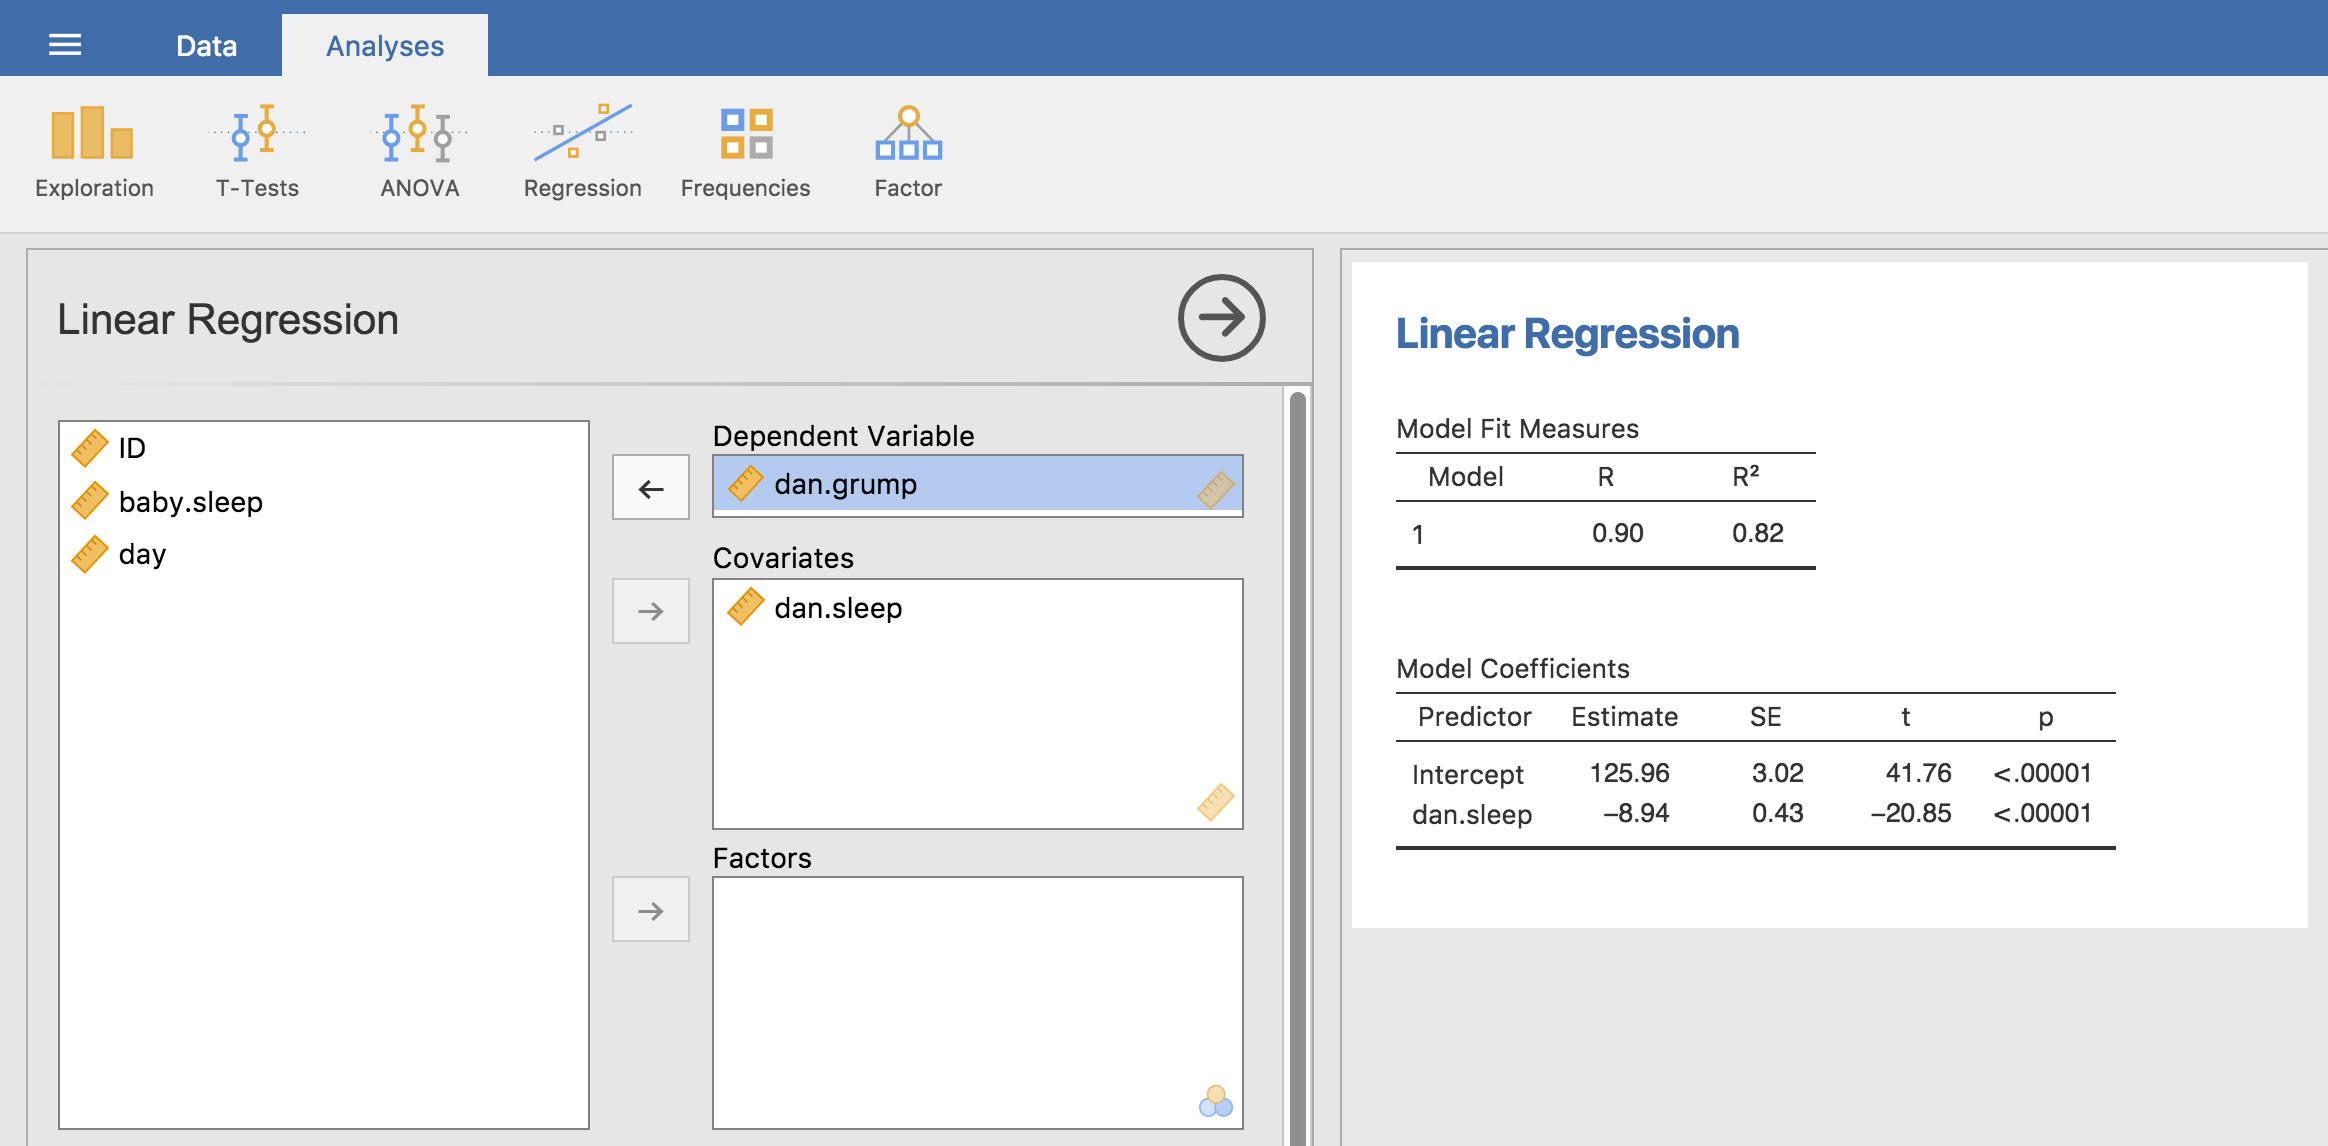 Data Analyses
Exploration T-Tests ANOVA Regression Frequencies Factor
Linear Regression
ID
baby.sleep
day
Dependent Variable
dan.grump
Covariates
dan.sleep
Factors
Linear Regression
Model Fit Measures
Model R R²
1 0.90 0.82
Model Coefficients
Predictor Estimate SE t p
Intercept 125.96 3.02 41.76 <.00001
dan.sleep −8.94 0.43 −20.85 <.00001